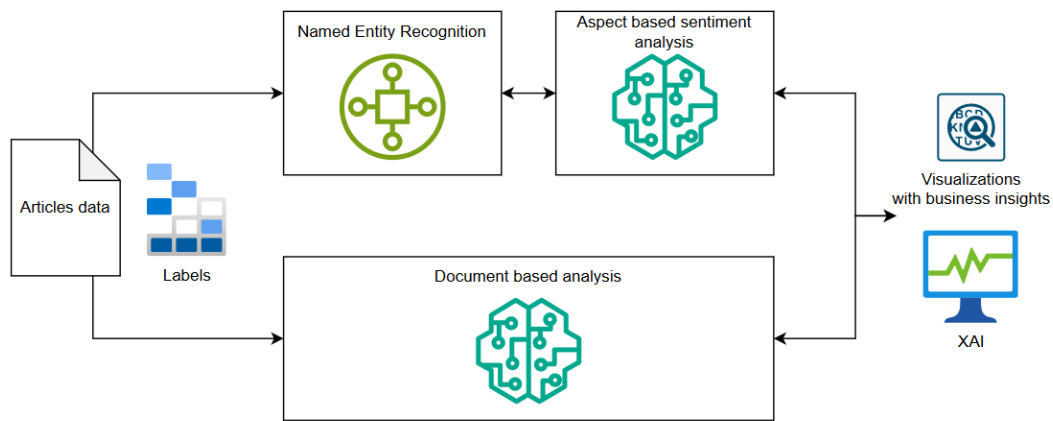 Named Entity Recognition
Aspect based sentiment
analysis
Articles data
Labels
Document based analysis
Visualizations
with business insights
XAI